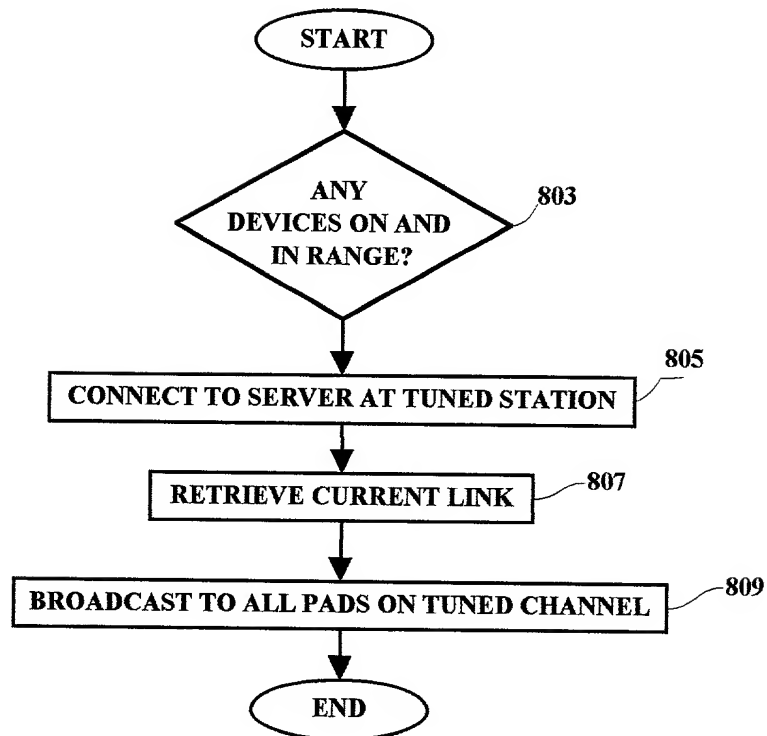 START
ANY
DEVICES ON AND
IN RANGE?
803
805
CONNECT TO SERVER AT TUNED STATION
RETRIEVE CURRENT LINK
807
BROADCAST TO ALL PADS ON TUNED CHANNEL
809
END